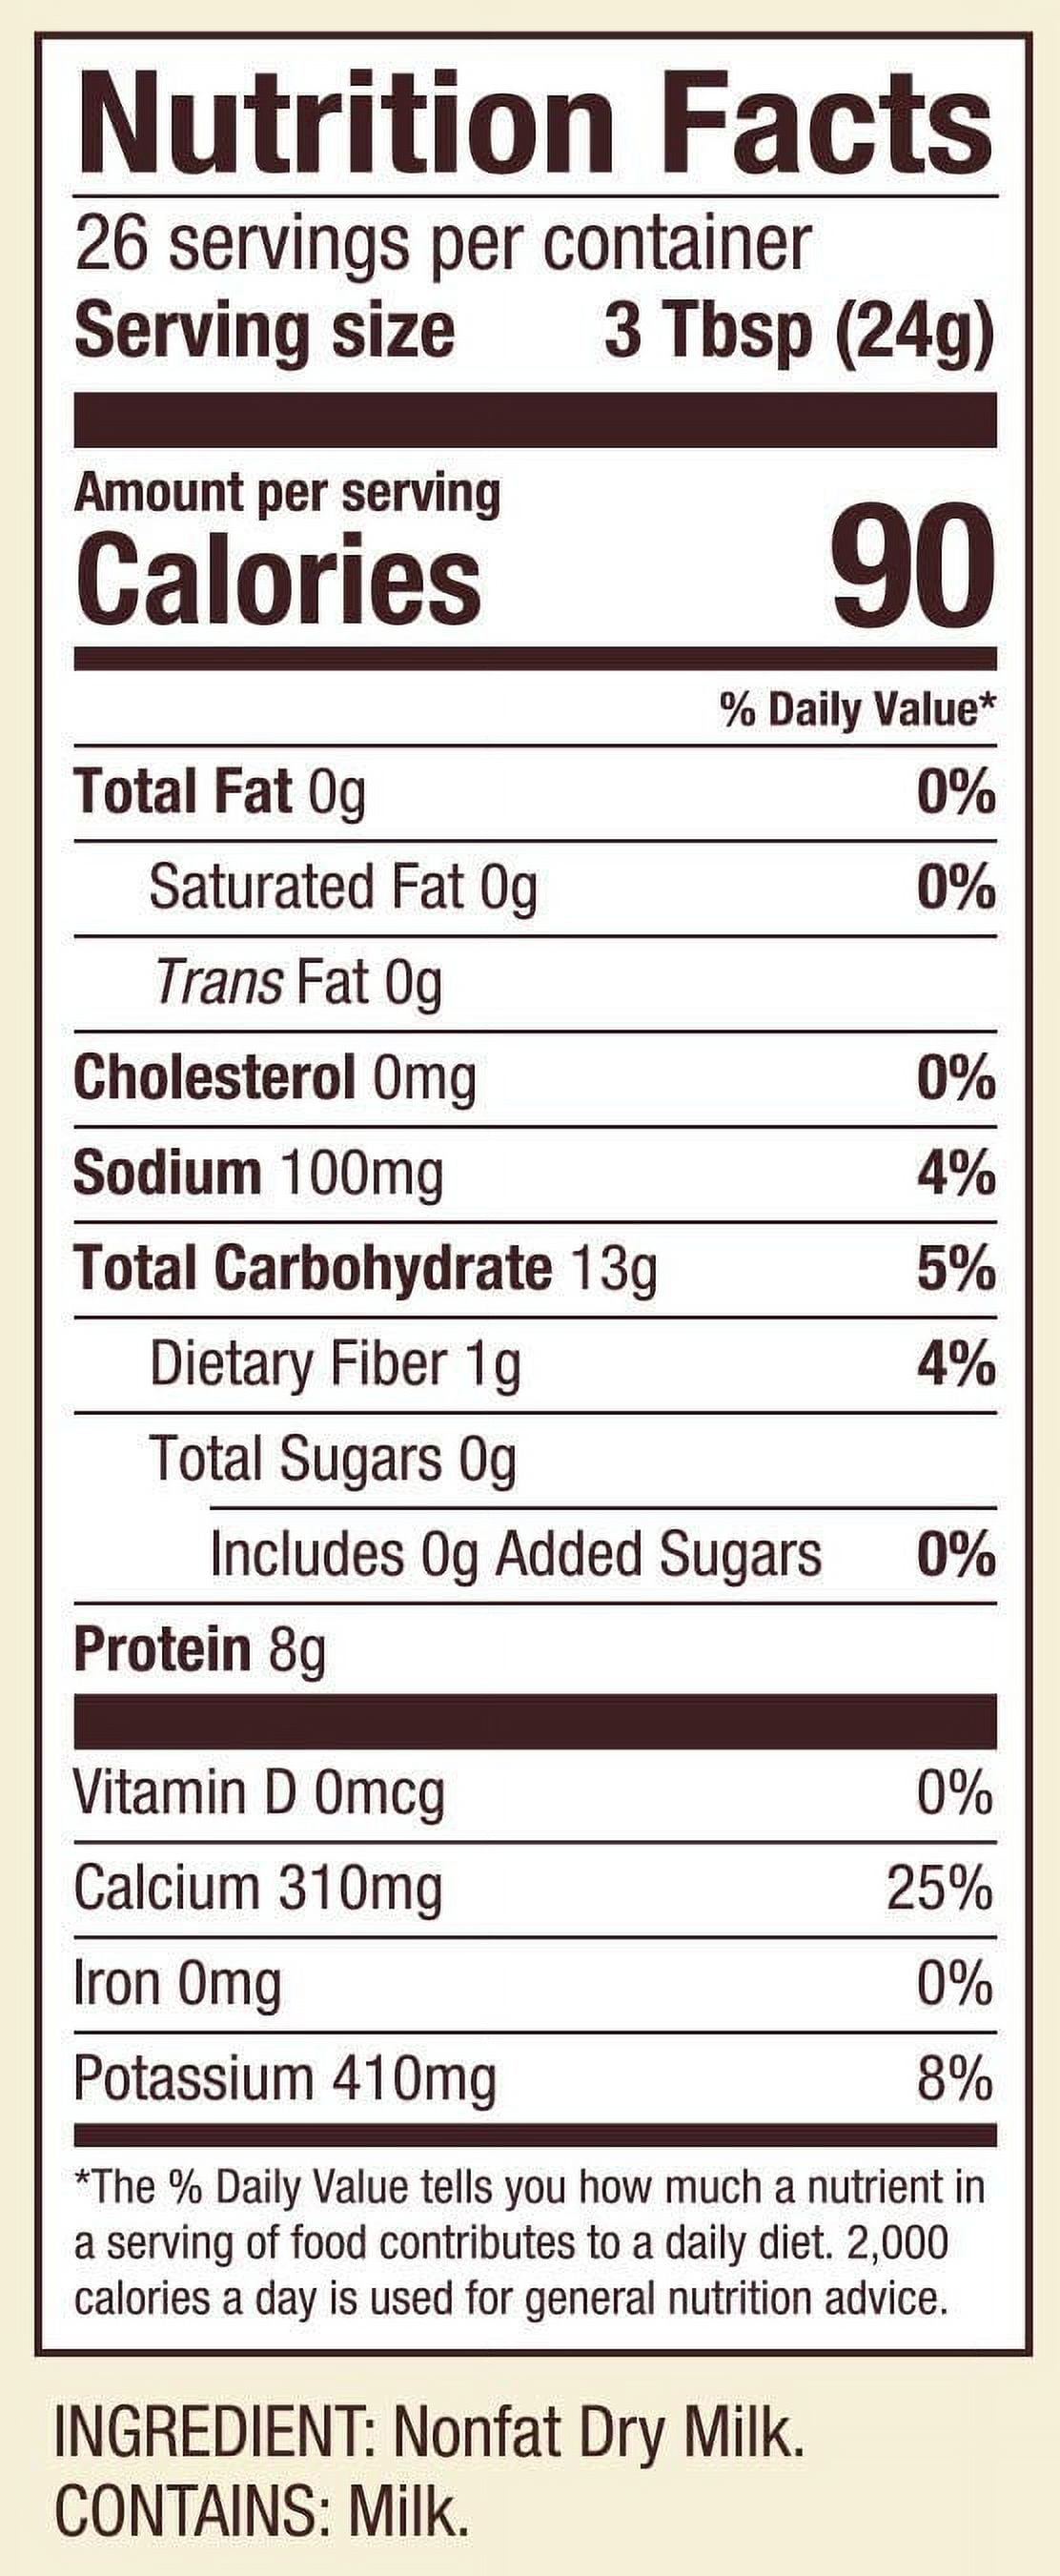 Nutrition Facts
26 servings per container
Serving size 3 Tbsp (24g)
Amount per serving
Calories 90
% Daily Value*
Total Fat 0g 0%
Saturated Fat 0g 0%
Trans Fat 0g
Cholesterol 0mg 0%
Sodium 100mg 4%
Total Carbohydrate 13g 5%
Dietary Fiber 1g 4%
Total Sugars 0g
Includes 0g Added Sugars 0%
Protein 8g
Vitamin D 0mcg 0%
Calcium 310mg 25%
Iron 0mg 0%
Potassium 410mg 8%
*The % Daily Value tells you how much a nutrient in
a serving of food contributes to a daily diet. 2,000
calories a day is used for general nutrition advice.
INGREDIENT: Nonfat Dry Milk.
CONTAINS: Milk.